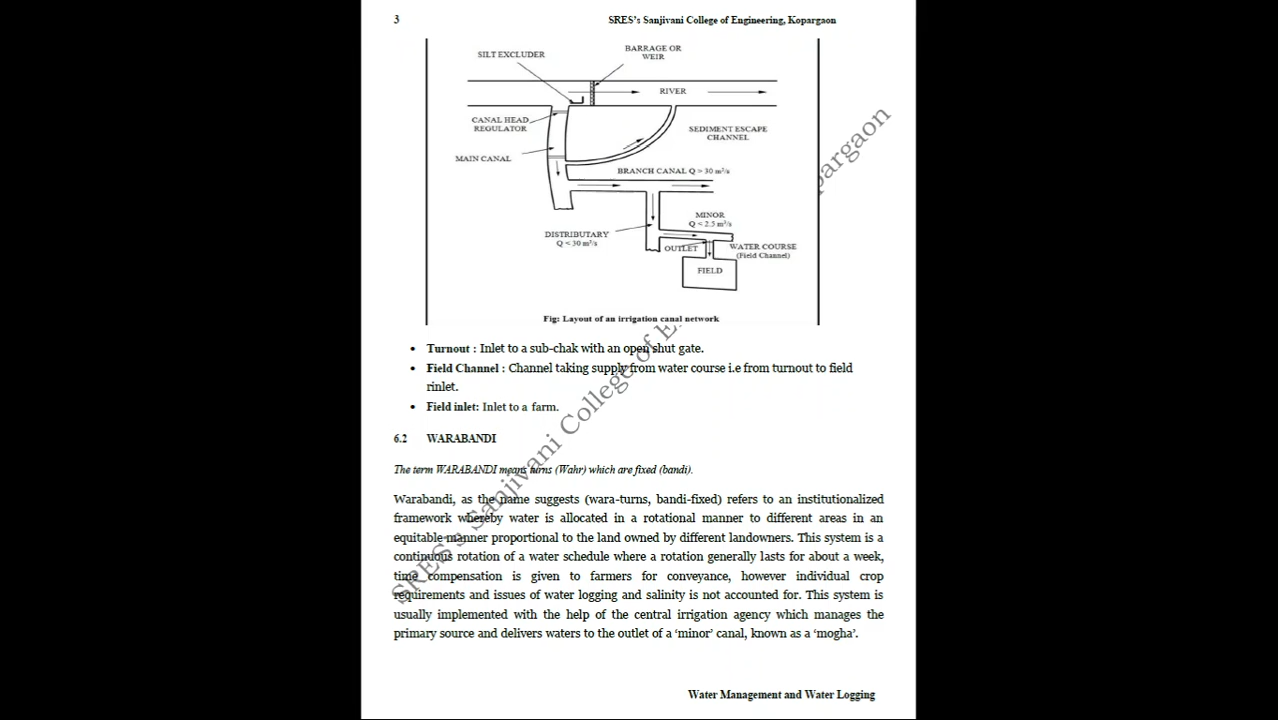 3
SRES's Sanjivani College of Engineering, Kopargaon
SILT EXCLUDER
BARRAGE OR
WEIR
RIVER
CANAL HEAD
REGULATOR
SEDIMENT ESCAPE
CHANNEL
MAIN CANAL
BRANCH CANAL Q > 30 m³/s
MINOR
Q < 2.5 m³/s
DISTRIBUTARY
Q < 30 m³/s
OUTLET
WATER COURSE
(Field Channel)
FIELD
Fig: Layout of an irrigation canal network
• Turnout : Inlet to a sub-chak with an open shut gate.
• Field Channel : Channel taking supply from water course i.e from turnout to field
rinlet.
• Field inlet: Inlet to a farm.
6.2 WARABANDI
The term WARABANDI means turns (Wahr) which are fixed (bandi).
Warabandi, as the name suggests (wara-turns, bandi-fixed) refers to an institutionalized
framework whereby water is allocated in a rotational manner to different areas in an
equitable manner proportional to the land owned by different landowners. This system is a
continuous rotation of a water schedule where a rotation generally lasts for about a week,
time compensation is given to farmers for conveyance, however individual crop
requirements and issues of water logging and salinity is not accounted for. This system is
usually implemented with the help of the central irrigation agency which manages the
primary source and delivers waters to the outlet of a 'minor' canal, known as a 'mogha'.
SRES's Sanjivani College of E
pargaon
Water Management and Water Logging